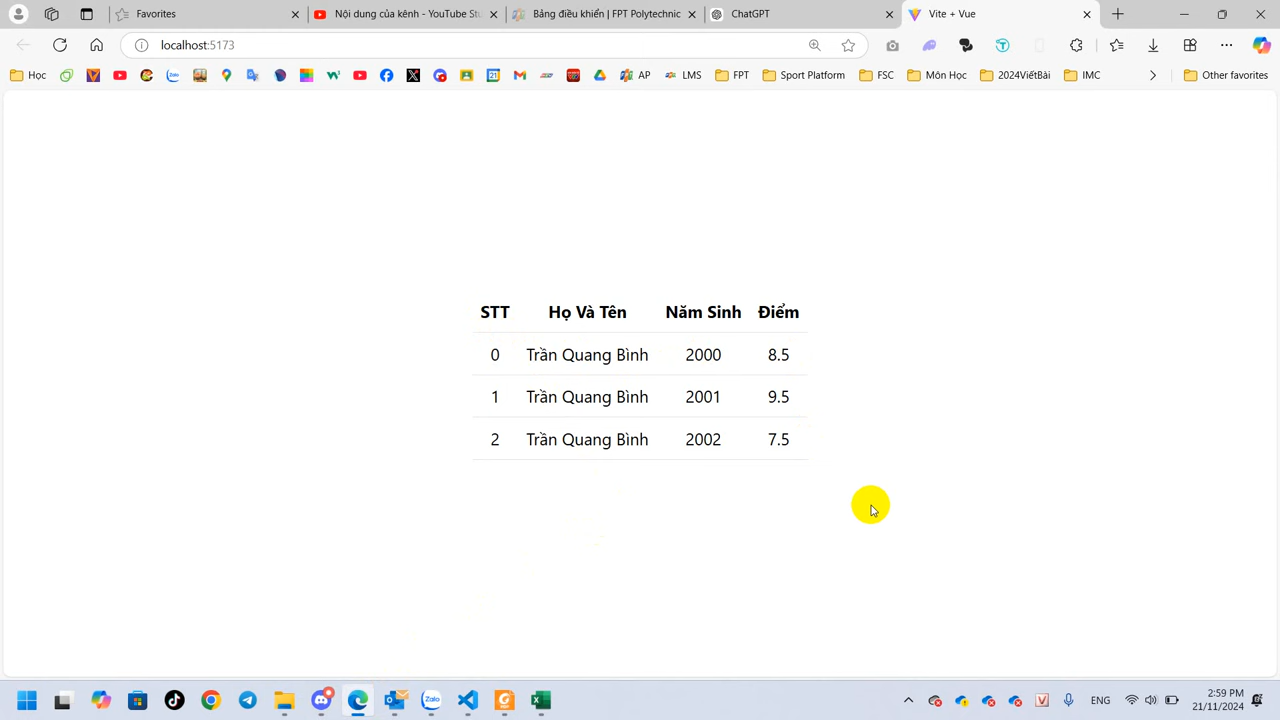 Favorites
Nội dung của kênh - YouTube Stu
Bảng điều khiển | FPT Polytechnic
ChatGPT
Vite + Vue
localhost:5173
Học
AP
LMS
FPT
Sport Platform
FSC
Môn Học
2024ViếtBài
IMC
Other favorites
STT Họ Và Tên Năm Sinh Điểm
0 Trần Quang Bình 2000 8.5
1 Trần Quang Bình 2001 9.5
2 Trần Quang Bình 2002 7.5
Zalo
ENG
2:59 PM
21/11/2024